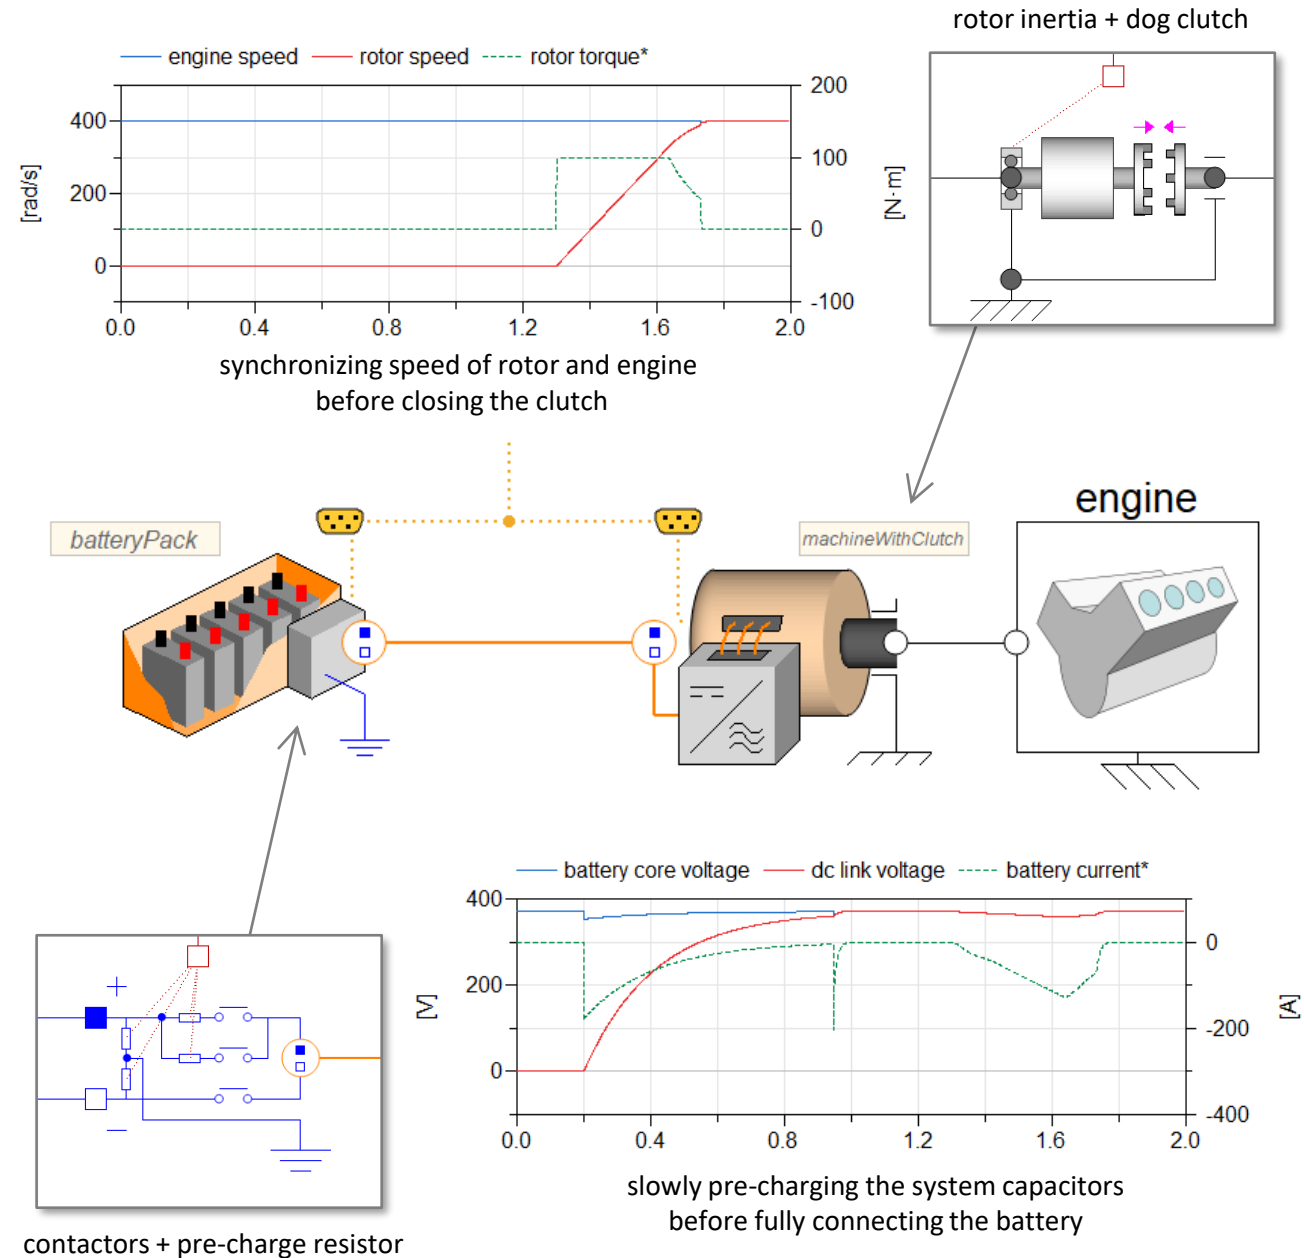 rotor inertia + dog clutch
engine speed rotor speed rotor torque*
200
400
100
200
0
0
-100
[rad/s]
[N·m]
0.0 0.4 0.8 1.2 1.6 2.0
synchronizing speed of rotor and engine
before closing the clutch
engine
batteryPack
machineWithClutch
battery core voltage dc link voltage battery current*
400
0
200
-200
0
-400
[V]
[A]
0.0 0.4 0.8 1.2 1.6 2.0
slowly pre-charging the system capacitors
before fully connecting the battery
+
−
contactors + pre-charge resistor